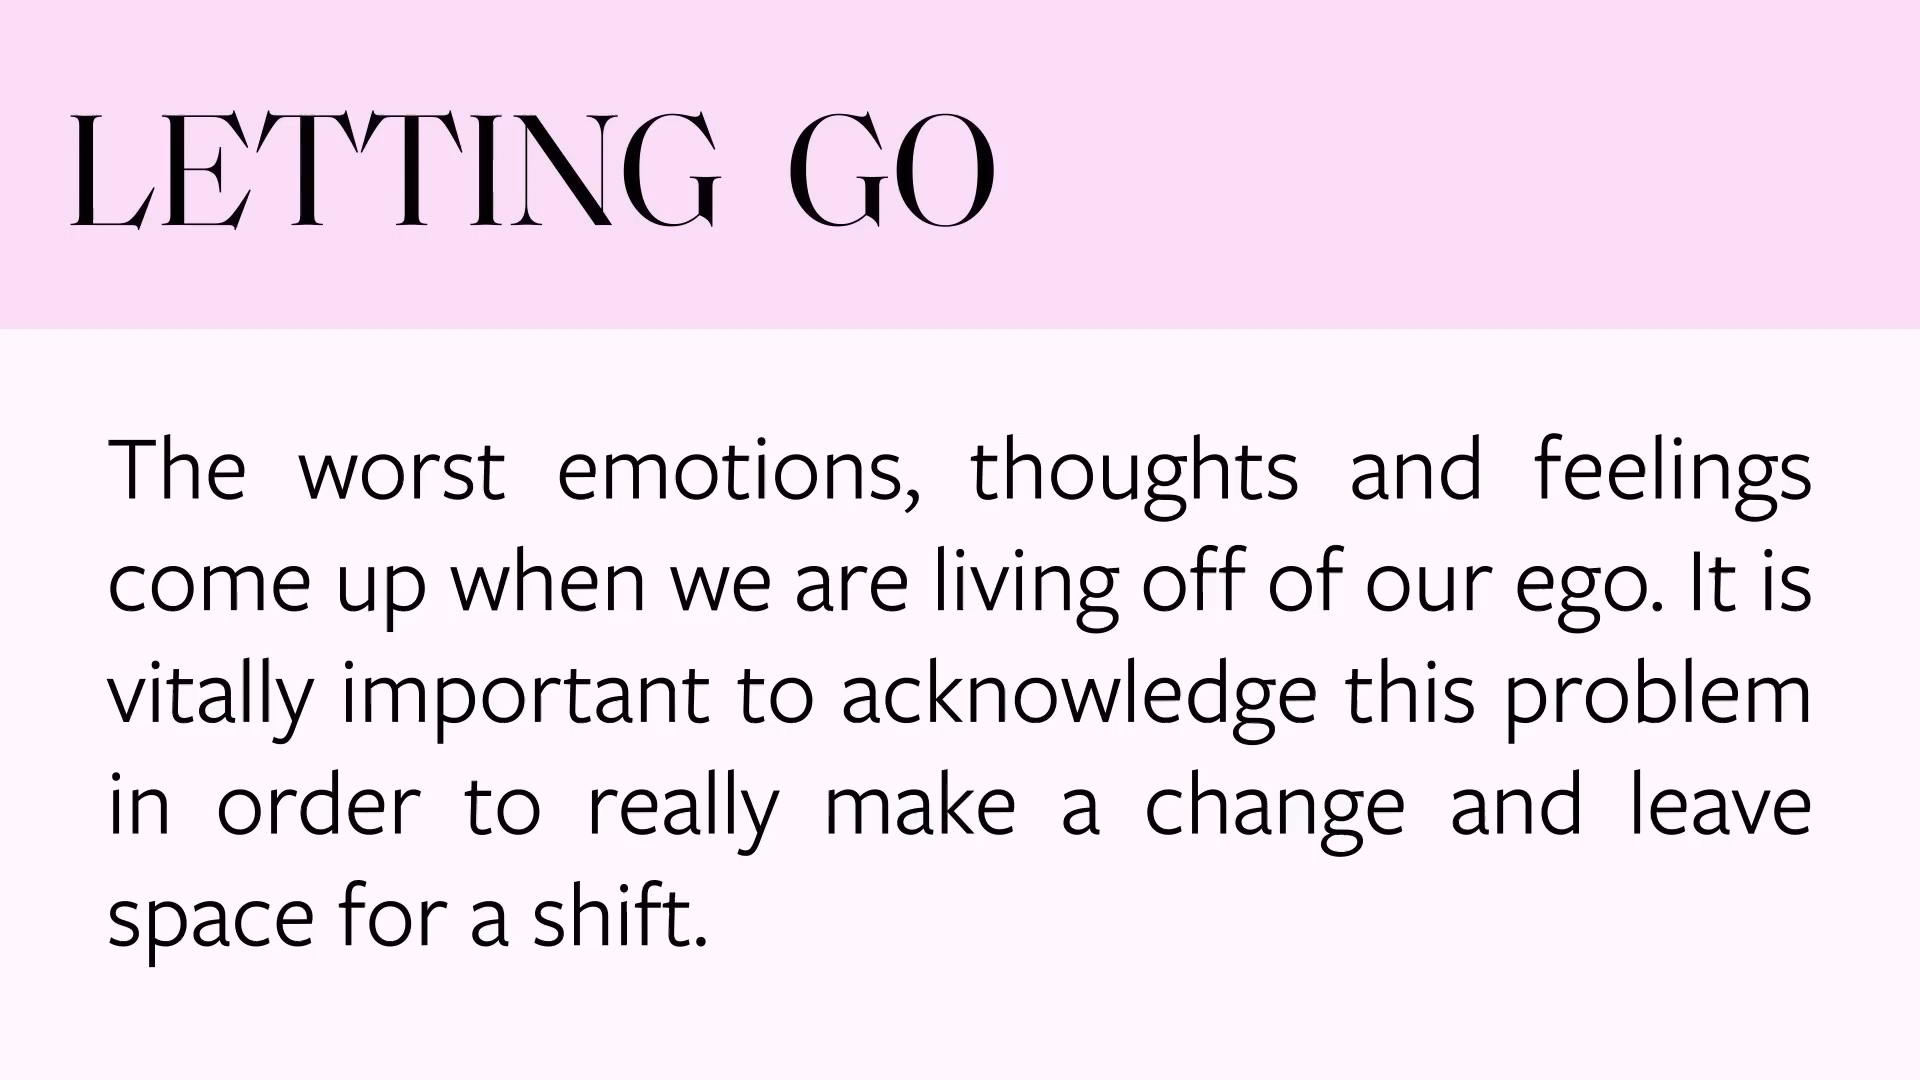 LETTING GO
The worst emotions, thoughts and feelings
come up when we are living off of our ego. It is
vitally important to acknowledge this problem
in order to really make a change and leave
space for a shift.